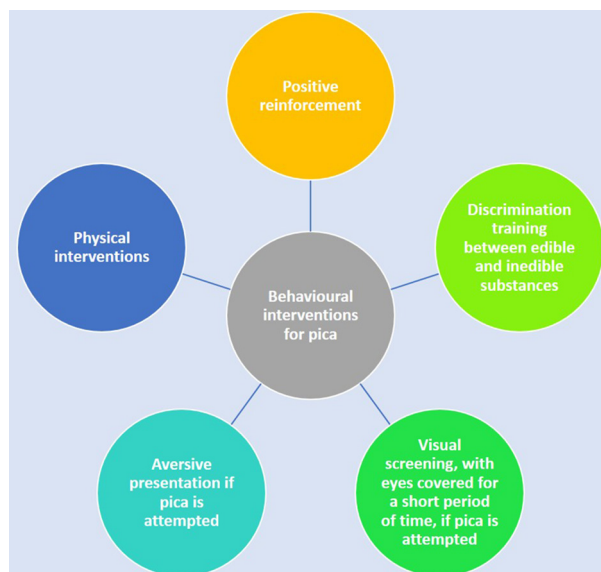 Positive
reinforcement
Discrimination
training
between edible
and inedible
substances
Physical
interventions
Behavioural
interventions
for pica
Visual
screening, with
eyes covered for
a short period
of time, if pica is
attempted
Aversive
presentation if
pica is
attempted